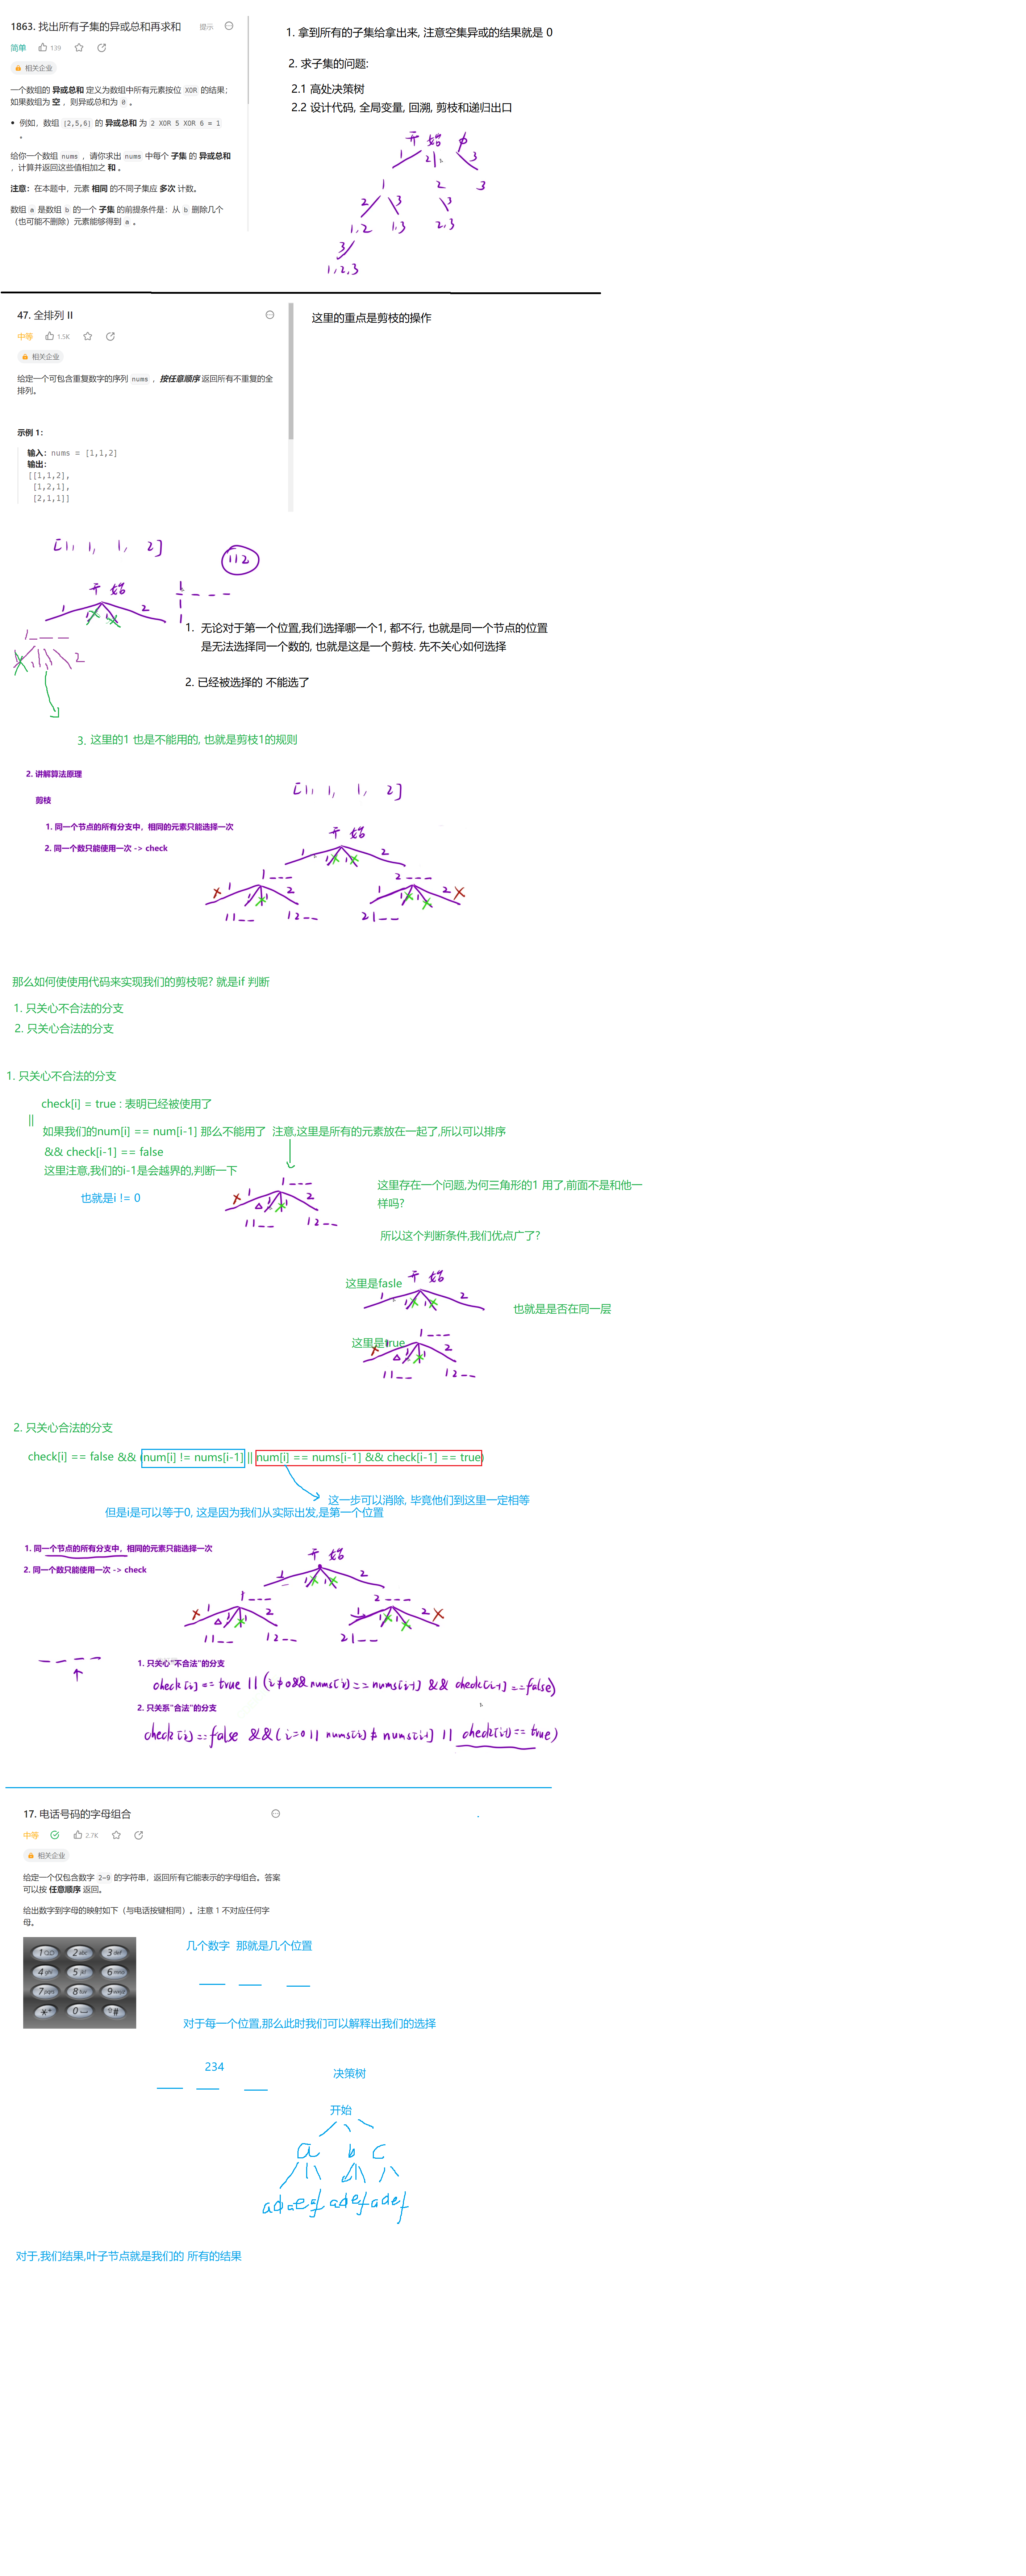 1863. 找出所有子集的异或总和再求和
提示
简单 139
相关企业
一个数组的 异或总和 定义为数组中所有元素按位 XOR 的结果；
如果数组为 空 ，则异或总和为 0 。
• 例如，数组 [2,5,6] 的 异或总和 为 2 XOR 5 XOR 6 = 1
。
给你一个数组 nums ，请你求出 nums 中每个 子集 的 异或总和
，计算并返回这些值相加之 和 。
注意：在本题中，元素 相同 的不同子集应 多次 计数。
数组 a 是数组 b 的一个 子集 的前提条件是：从 b 删除几个
（也可能不删除）元素能够得到 a 。
1. 拿到所有的子集给拿出来, 注意空集异或的结果就是 0
2. 求子集的问题:
2.1 高处决策树
2.2 设计代码, 全局变量, 回溯, 剪枝和递归出口
开始 ϕ
1 2 3
1 2 3
2 3 3
1,2 1,3 2,3
3
1,2,3
47. 全排列 II
中等 1.5K
相关企业
给定一个可包含重复数字的序列 nums ，按任意顺序 返回所有不重复的全
排列。
示例 1：
输入：nums = [1,1,2]
输出：
[[1,1,2],
[1,2,1],
[2,1,1]]
这里的重点是剪枝的操作
[1, 1, 1, 2]
112
开始
1 1 1 2
1 _ _ _
2
1. 无论对于第一个位置,我们选择哪一个1, 都不行, 也就是同一个节点的位置
是无法选择同一个数的, 也就是这是一个剪枝. 先不关心如何选择
2. 已经被选择的 不能选了
3. 这里的1 也是不能用的, 也就是剪枝1的规则
2. 讲解算法原理
剪枝
1. 同一个节点的所有分支中，相同的元素只能选择一次
2. 同一个数只能使用一次 -> check
[1, 1, 1, 2]
开始
1 1 1 2
1 _ _ _ 2 _ _ _
1 1 1 2 1 1 1 2
11 _ _ 12 _ _ 21 _ _
那么如何使使用代码来实现我们的剪枝呢? 就是if 判断
1. 只关心不合法的分支
2. 只关心合法的分支
1. 只关心不合法的分支
check[i] = true : 表明已经被使用了
||
如果我们的num[i] == num[i-1] 那么不能用了 注意,这里是所有的元素放在一起了,所以可以排序
&& check[i-1] == false
这里注意,我们的i-1是会越界的,判断一下
也就是i != 0
1 _ _ _
1 1 1 2
11 _ _ 12 _ _
这里存在一个问题,为何三角形的1 用了,前面不是和他一
样吗?
所以这个判断条件,我们优点广了?
这里是fasle
开始
1 1 1 2
也就是是否在同一层
这里是true
1 _ _ _
1 1 1 2
11 _ _ 12 _ _
2. 只关心合法的分支
check[i] == false && (num[i] != nums[i-1] || num[i] == nums[i-1] && check[i-1] == true)
这一步可以消除, 毕竟他们到这里一定相等
但是i是可以等于0, 这是因为我们从实际出发,是第一个位置
1. 同一个节点的所有分支中，相同的元素只能选择一次
2. 同一个数只能使用一次 -> check
开始
1 1 1 2
1 _ _ _ 2 _ _ _
1 1 1 2 1 1 1 2
11 _ _ 12 _ _ 21 _ _
1. 只关心"不合法"的分支
check[i] == true || (i≠0 && nums[i] == nums[i-1] && check[i-1] == false)
2. 只关系"合法"的分支
check[i] == false && (i=0 || nums[i] ≠ nums[i-1] || check[i-1] == true)
17. 电话号码的字母组合
中等 2.7K
相关企业
给定一个仅包含数字 2-9 的字符串，返回所有它能表示的字母组合。答案
可以按 任意顺序 返回。
给出数字到字母的映射如下（与电话按键相同）。注意 1 不对应任何字
母。
1 2 abc 3 def
4 ghi 5 jkl 6 mno
7 pqrs 8 tuv 9 wxyz
* 0 #
几个数字 那就是几个位置
对于每一个位置,那么此时我们可以解释出我们的选择
234
决策树
开始
a b c
ad ae af ad e f a d e f
对于,我们结果,叶子节点就是我们的 所有的结果